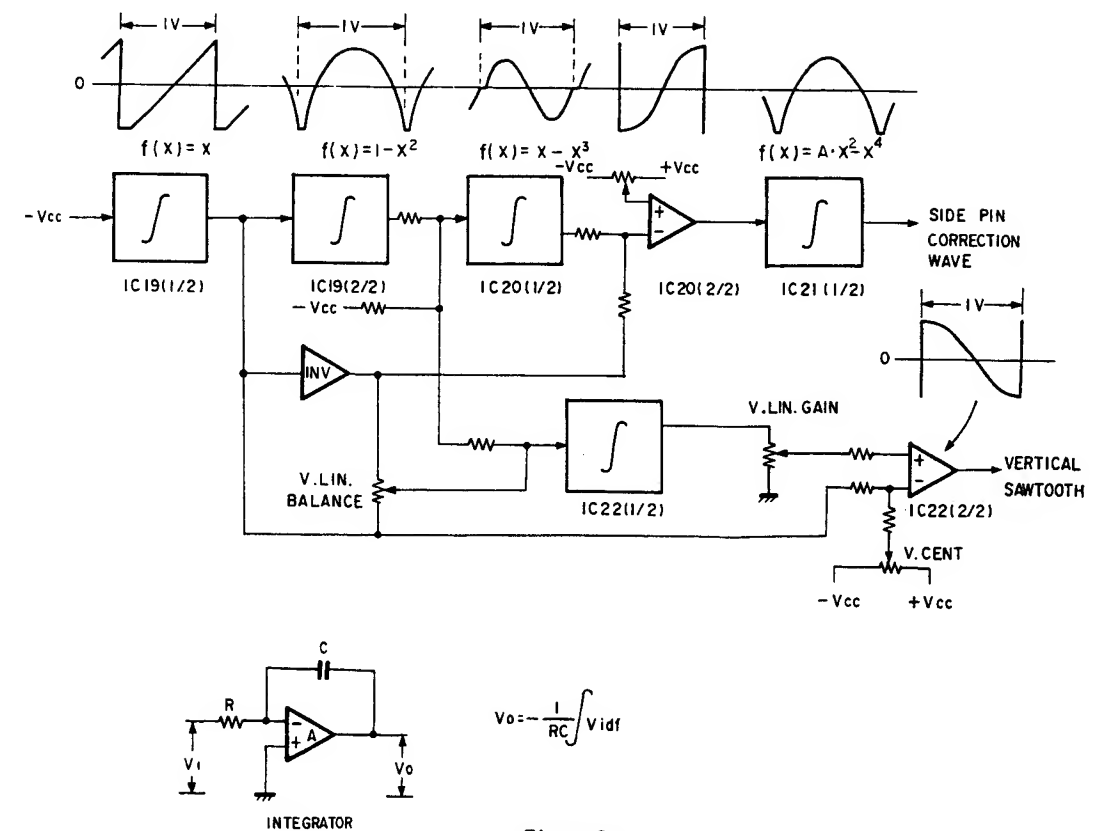 1V 1V 1V 1V
0
f(x)=x
f(x)=1-x²
f(x)=x-x³
f(x)=A·x²-x⁴
-Vcc +Vcc
-Vcc
∫
∫
∫
+
-
∫
SIDE PIN
CORRECTION
WAVE
IC19(1/2)
IC19(2/2)
IC20(1/2)
IC20(2/2)
IC21(1/2)
-Vcc
1V
0
INV
V.LIN.GAIN
V.LIN.
BALANCE
∫
+
-
VERTICAL
SAWTOOTH
IC22(1/2)
IC22(2/2)
V.CENT
-Vcc +Vcc
C
R
-
+
A
Vi
Vo
Vo=-1/RC∫Vidf
INTEGRATOR